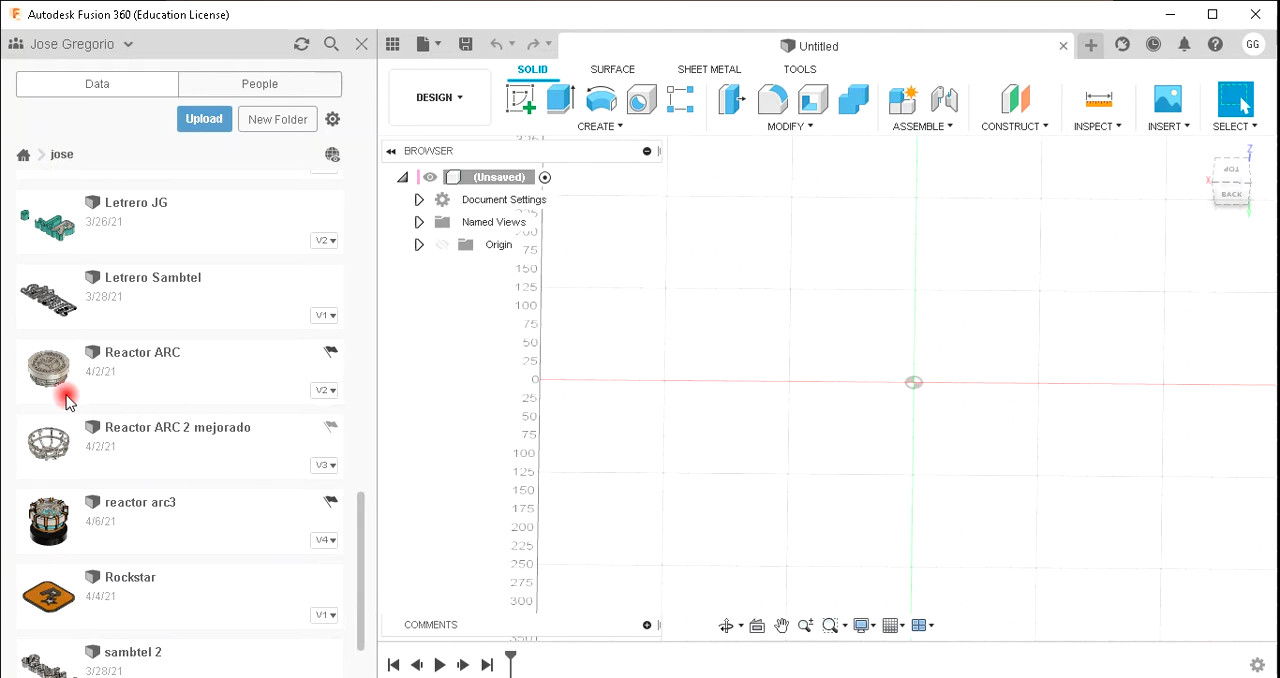 Autodesk Fusion 360 (Education License)
Jose Gregorio
Untitled
GG
Data
People
SOLID
SURFACE
SHEET METAL
TOOLS
DESIGN
Upload
New Folder
CREATE
MODIFY
ASSEMBLE
CONSTRUCT
INSPECT
INSERT
SELECT
jose
BROWSER
(Unsaved)
Document Settings
Named Views
Origin
TOP
BACK
X
Z
Letrero JG
3/26/21
V2
Letrero Sambtel
3/28/21
V1
Reactor ARC
4/2/21
V2
Reactor ARC 2 mejorado
4/2/21
V3
reactor arc3
4/6/21
V4
Rockstar
4/4/21
V1
sambtel 2
3/28/21
200
75
150
125
100
75
50
25
0
25
50
75
100
125
150
175
200
225
250
275
300
COMMENTS